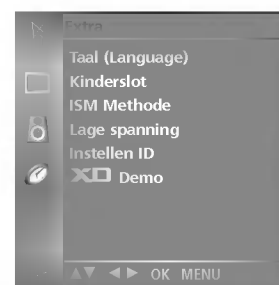 Extra
Taal (Language)
Kinderslot
ISM Methode
Lage spanning
Instellen ID
XD Demo
▲▼ ◄► OK MENU